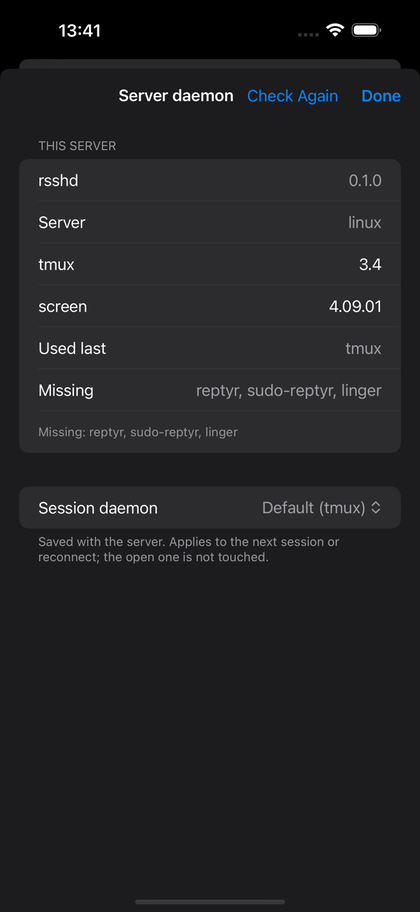 13:41
Server daemon Check Again Done
THIS SERVER
rsshd 0.1.0
Server linux
tmux 3.4
screen 4.09.01
Used last tmux
Missing reptyr, sudo-reptyr, linger
Missing: reptyr, sudo-reptyr, linger
Session daemon Default (tmux)
Saved with the server. Applies to the next session or
reconnect; the open one is not touched.